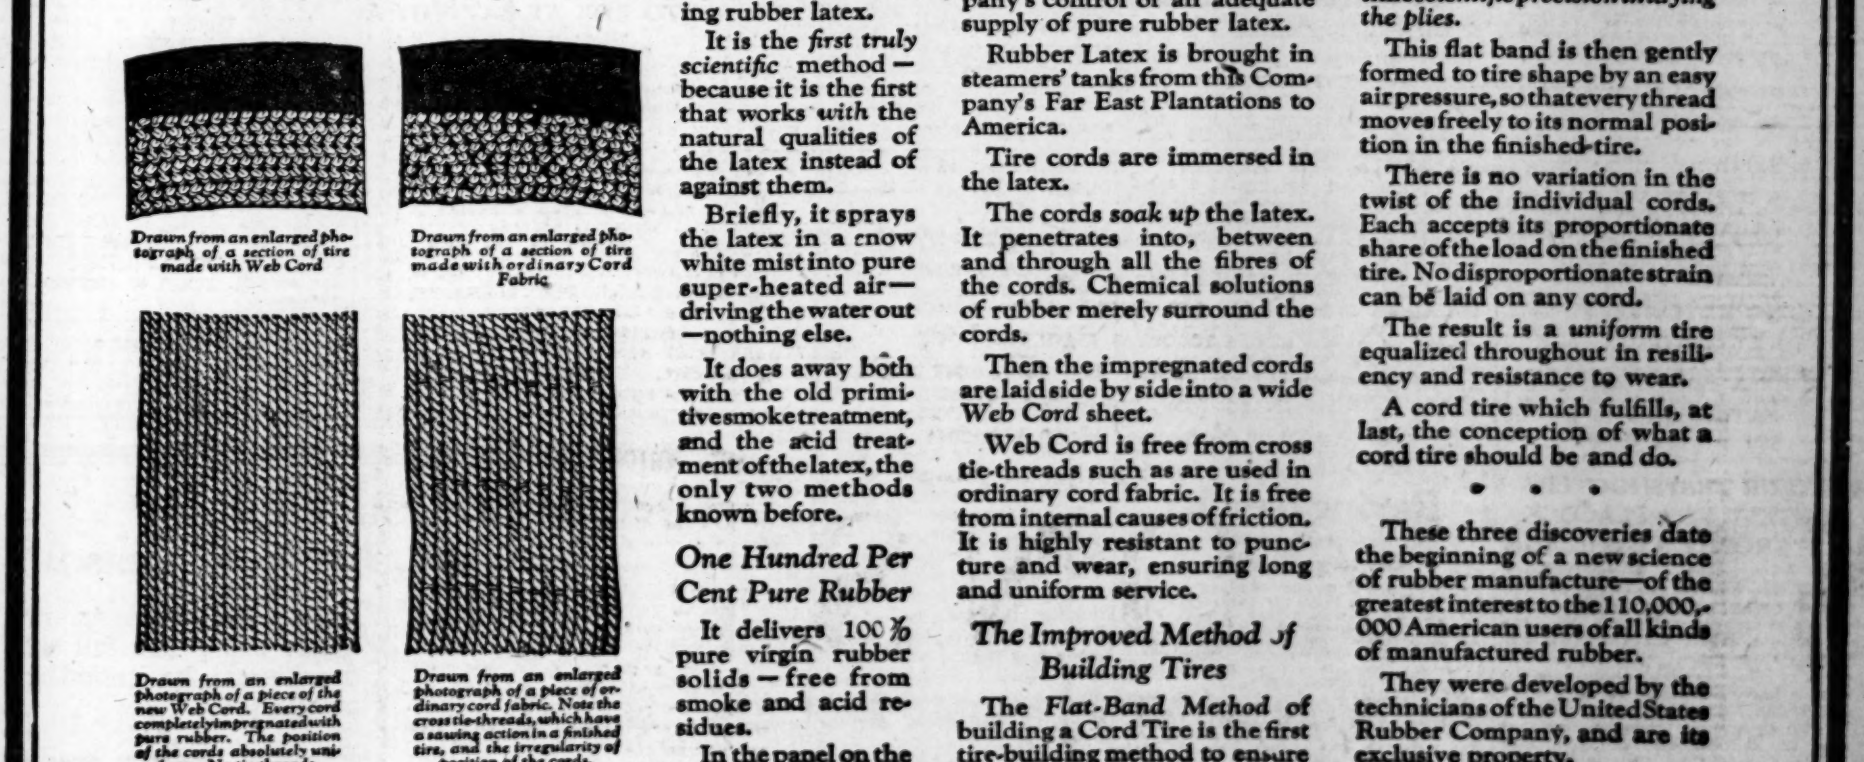 Drawn from an enlarged pho-
tograph of a section of tire
made with Web Cord
Drawn from an enlarged pho-
tograph of a section of tire
made with ordinary Cord
Fabric
Drawn from an enlarged
photograph of a piece of the
new Web Cord. Every cord
completely impregnated with
pure rubber. The position
of the cords absolutely uni-
Drawn from an enlarged
photograph of a piece of or-
dinary cord fabric. Note the
cross tie-threads, which have
a sawing action in a finished
tire, and the irregularity of
position of the cords.
ing rubber latex.
It is the first truly
scientific method —
because it is the first
that works with the
natural qualities of
the latex instead of
against them.
Briefly, it sprays
the latex in a snow
white mist into pure
super-heated air—
driving the water out
—nothing else.
It does away both
with the old primi-
tive smoke treatment,
and the acid treat-
ment of the latex, the
only two methods
known before.
One Hundred Per
Cent Pure Rubber
It delivers 100%
pure virgin rubber
solids — free from
smoke and acid re-
sidues.
In the panel on the
pany's control of an adequate
supply of pure rubber latex.
Rubber Latex is brought in
steamers' tanks from this Com-
pany's Far East Plantations to
America.
Tire cords are immersed in
the latex.
The cords soak up the latex.
It penetrates into, between
and through all the fibres of
the cords. Chemical solutions
of rubber merely surround the
cords.
Then the impregnated cords
are laid side by side into a wide
Web Cord sheet.
Web Cord is free from cross
tie-threads such as are used in
ordinary cord fabric. It is free
from internal causes of friction.
It is highly resistant to punc-
ture and wear, ensuring long
and uniform service.
The Improved Method of
Building Tires
The Flat-Band Method of
building a Cord Tire is the first
tire-building method to ensure
the plies.
This flat band is then gently
formed to tire shape by an easy
air pressure, so that every thread
moves freely to its normal posi-
tion in the finished tire.
There is no variation in the
twist of the individual cords.
Each accepts its proportionate
share of the load on the finished
tire. No disproportionate strain
can be laid on any cord.
The result is a uniform tire
equalized throughout in resili-
ency and resistance to wear.
A cord tire which fulfills, at
last, the conception of what a
cord tire should be and do.
These three discoveries date
the beginning of a new science
of rubber manufacture—of the
greatest interest to the 110,000,-
000 American users of all kinds
of manufactured rubber.
They were developed by the
technicians of the United States
Rubber Company, and are its
exclusive property.